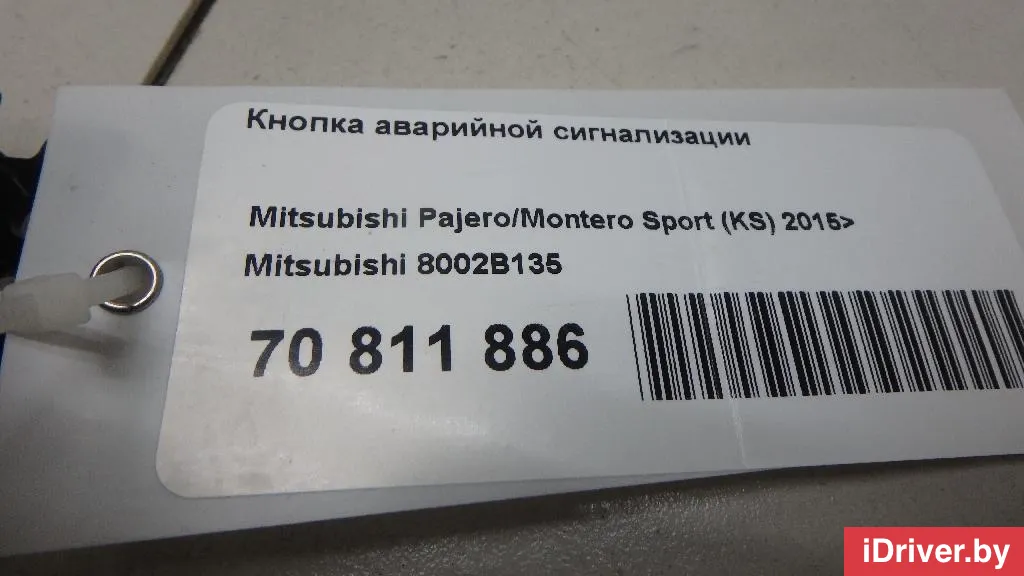 Кнопка аварийной сигнализации
Mitsubishi Pajero/Montero Sport (KS) 2015>
Mitsubishi 8002B135
70 811 886
iDriver.by